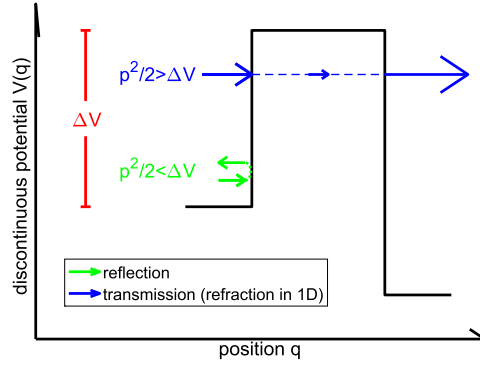 discontinuous potential V(q)
p²/2>ΔV
ΔV
p²/2<ΔV
reflection
transmission (refraction in 1D)
position q